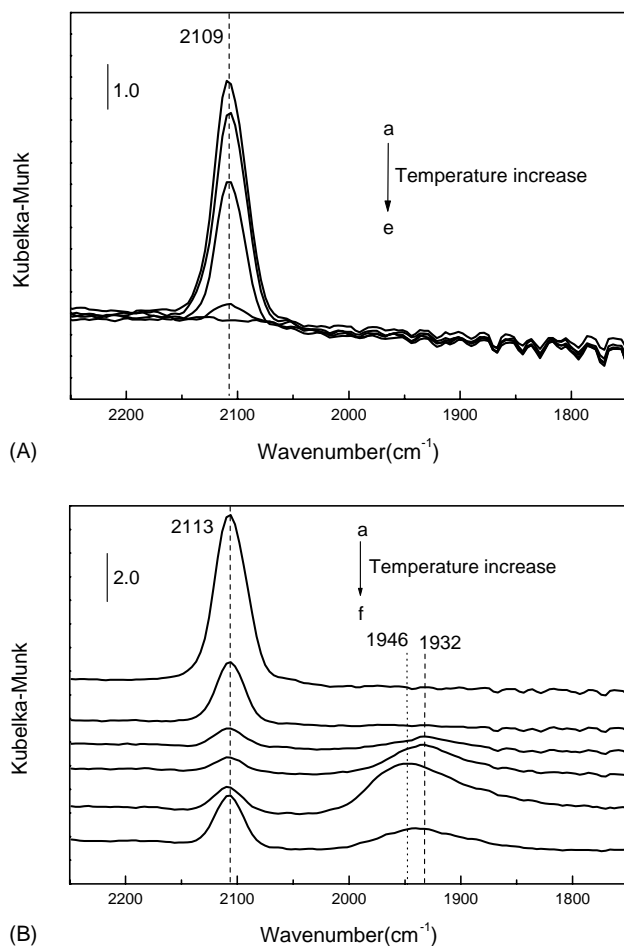 2109
1.0
a
Temperature increase
e
Kubelka-Munk
2200 2100 2000 1900 1800
(A) Wavenumber(cm-1)
2113
a
2.0
Temperature increase
f
1946 1932
Kubelka-Munk
2200 2100 2000 1900 1800
(B) Wavenumber(cm-1)